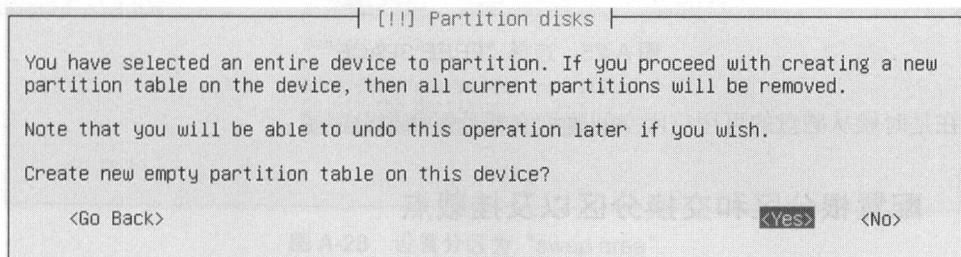 [!!] Partition disks
You have selected an entire device to partition. If you proceed with creating a new
partition table on the device, then all current partitions will be removed.
Note that you will be able to undo this operation later if you wish.
Create new empty partition table on this device?
<Go Back> <Yes> <No>